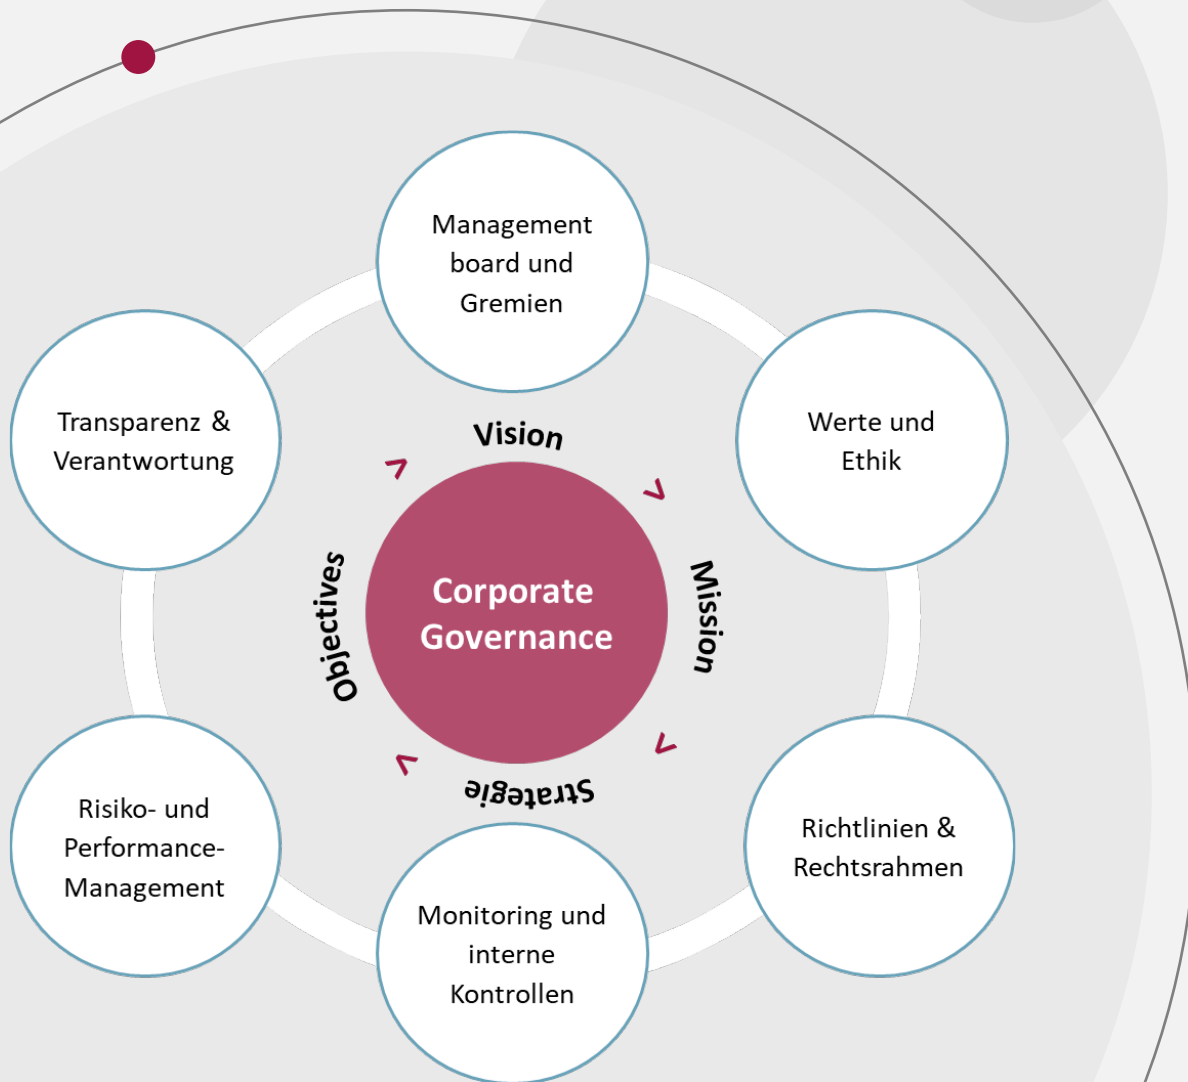 Management
board und
Gremien
Transparenz &
Verantwortung
Werte und
Ethik
Vision
Mission
Strategie
Objectives
Corporate
Governance
Risiko- und
Performance-
Management
Richtlinien &
Rechtsrahmen
Monitoring und
interne
Kontrollen